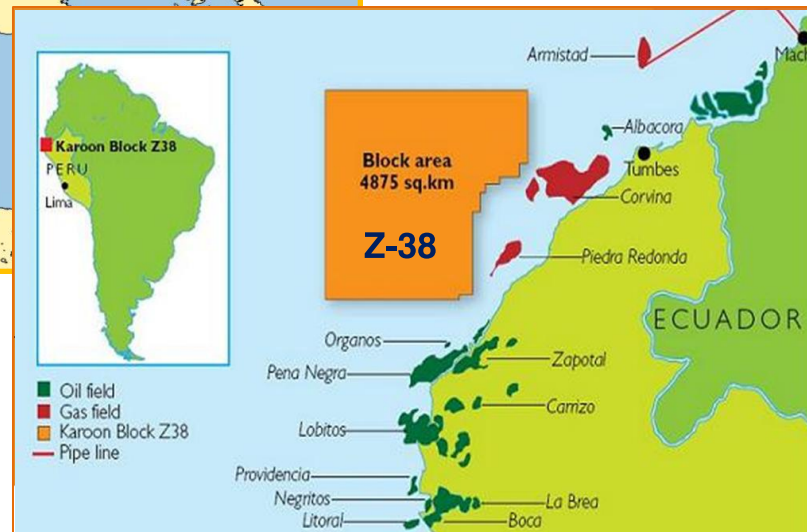 Armistad
Karoon Block Z38
PERU
Lima
Block area
4875 sq.km
Z-38
Albacora
Tumbes
Corvina
Piedra Redonda
ECUADOR
Organos
Zapotal
Pena Negra
Carrizo
Lobitos
Oil field
Gas field
Karoon Block Z38
Pipe line
Providencia
Negritos
La Brea
Litoral
Boca